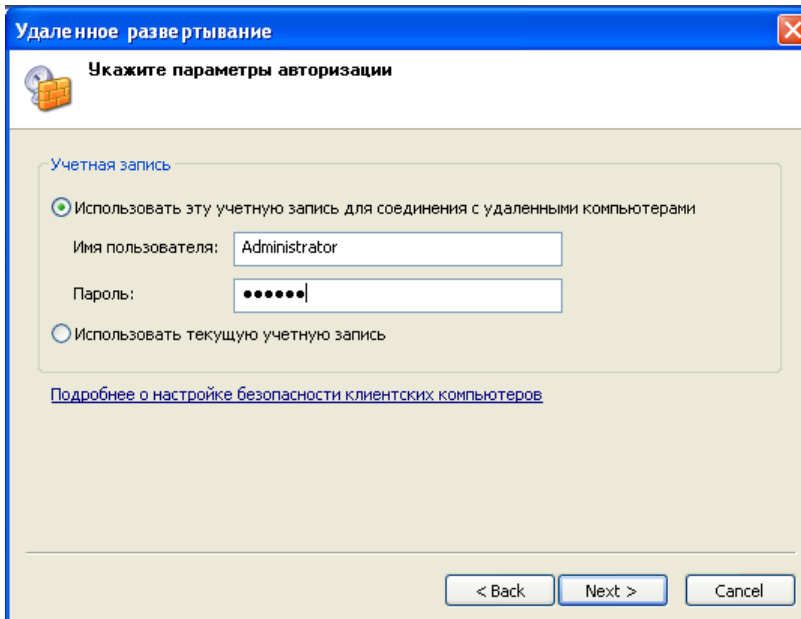 Удаленное развертывание
Укажите параметры авторизации
Учетная запись
Использовать эту учетную запись для соединения с удаленными компьютерами
Имя пользователя: Administrator
Пароль: ●●●●●●
Использовать текущую учетную запись
Подробнее о настройке безопасности клиентских компьютеров
< Back Next > Cancel